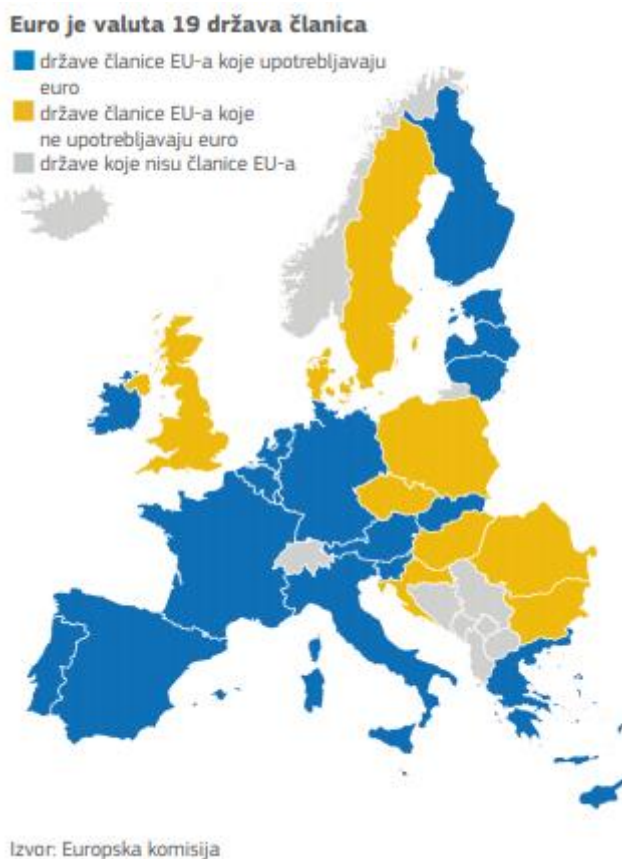 Euro je valuta 19 država članica
države članice EU-a koje upotrebljavaju
euro
države članice EU-a koje
ne upotrebljavaju euro
države koje nisu članice EU-a
Izvor: Europska komisija